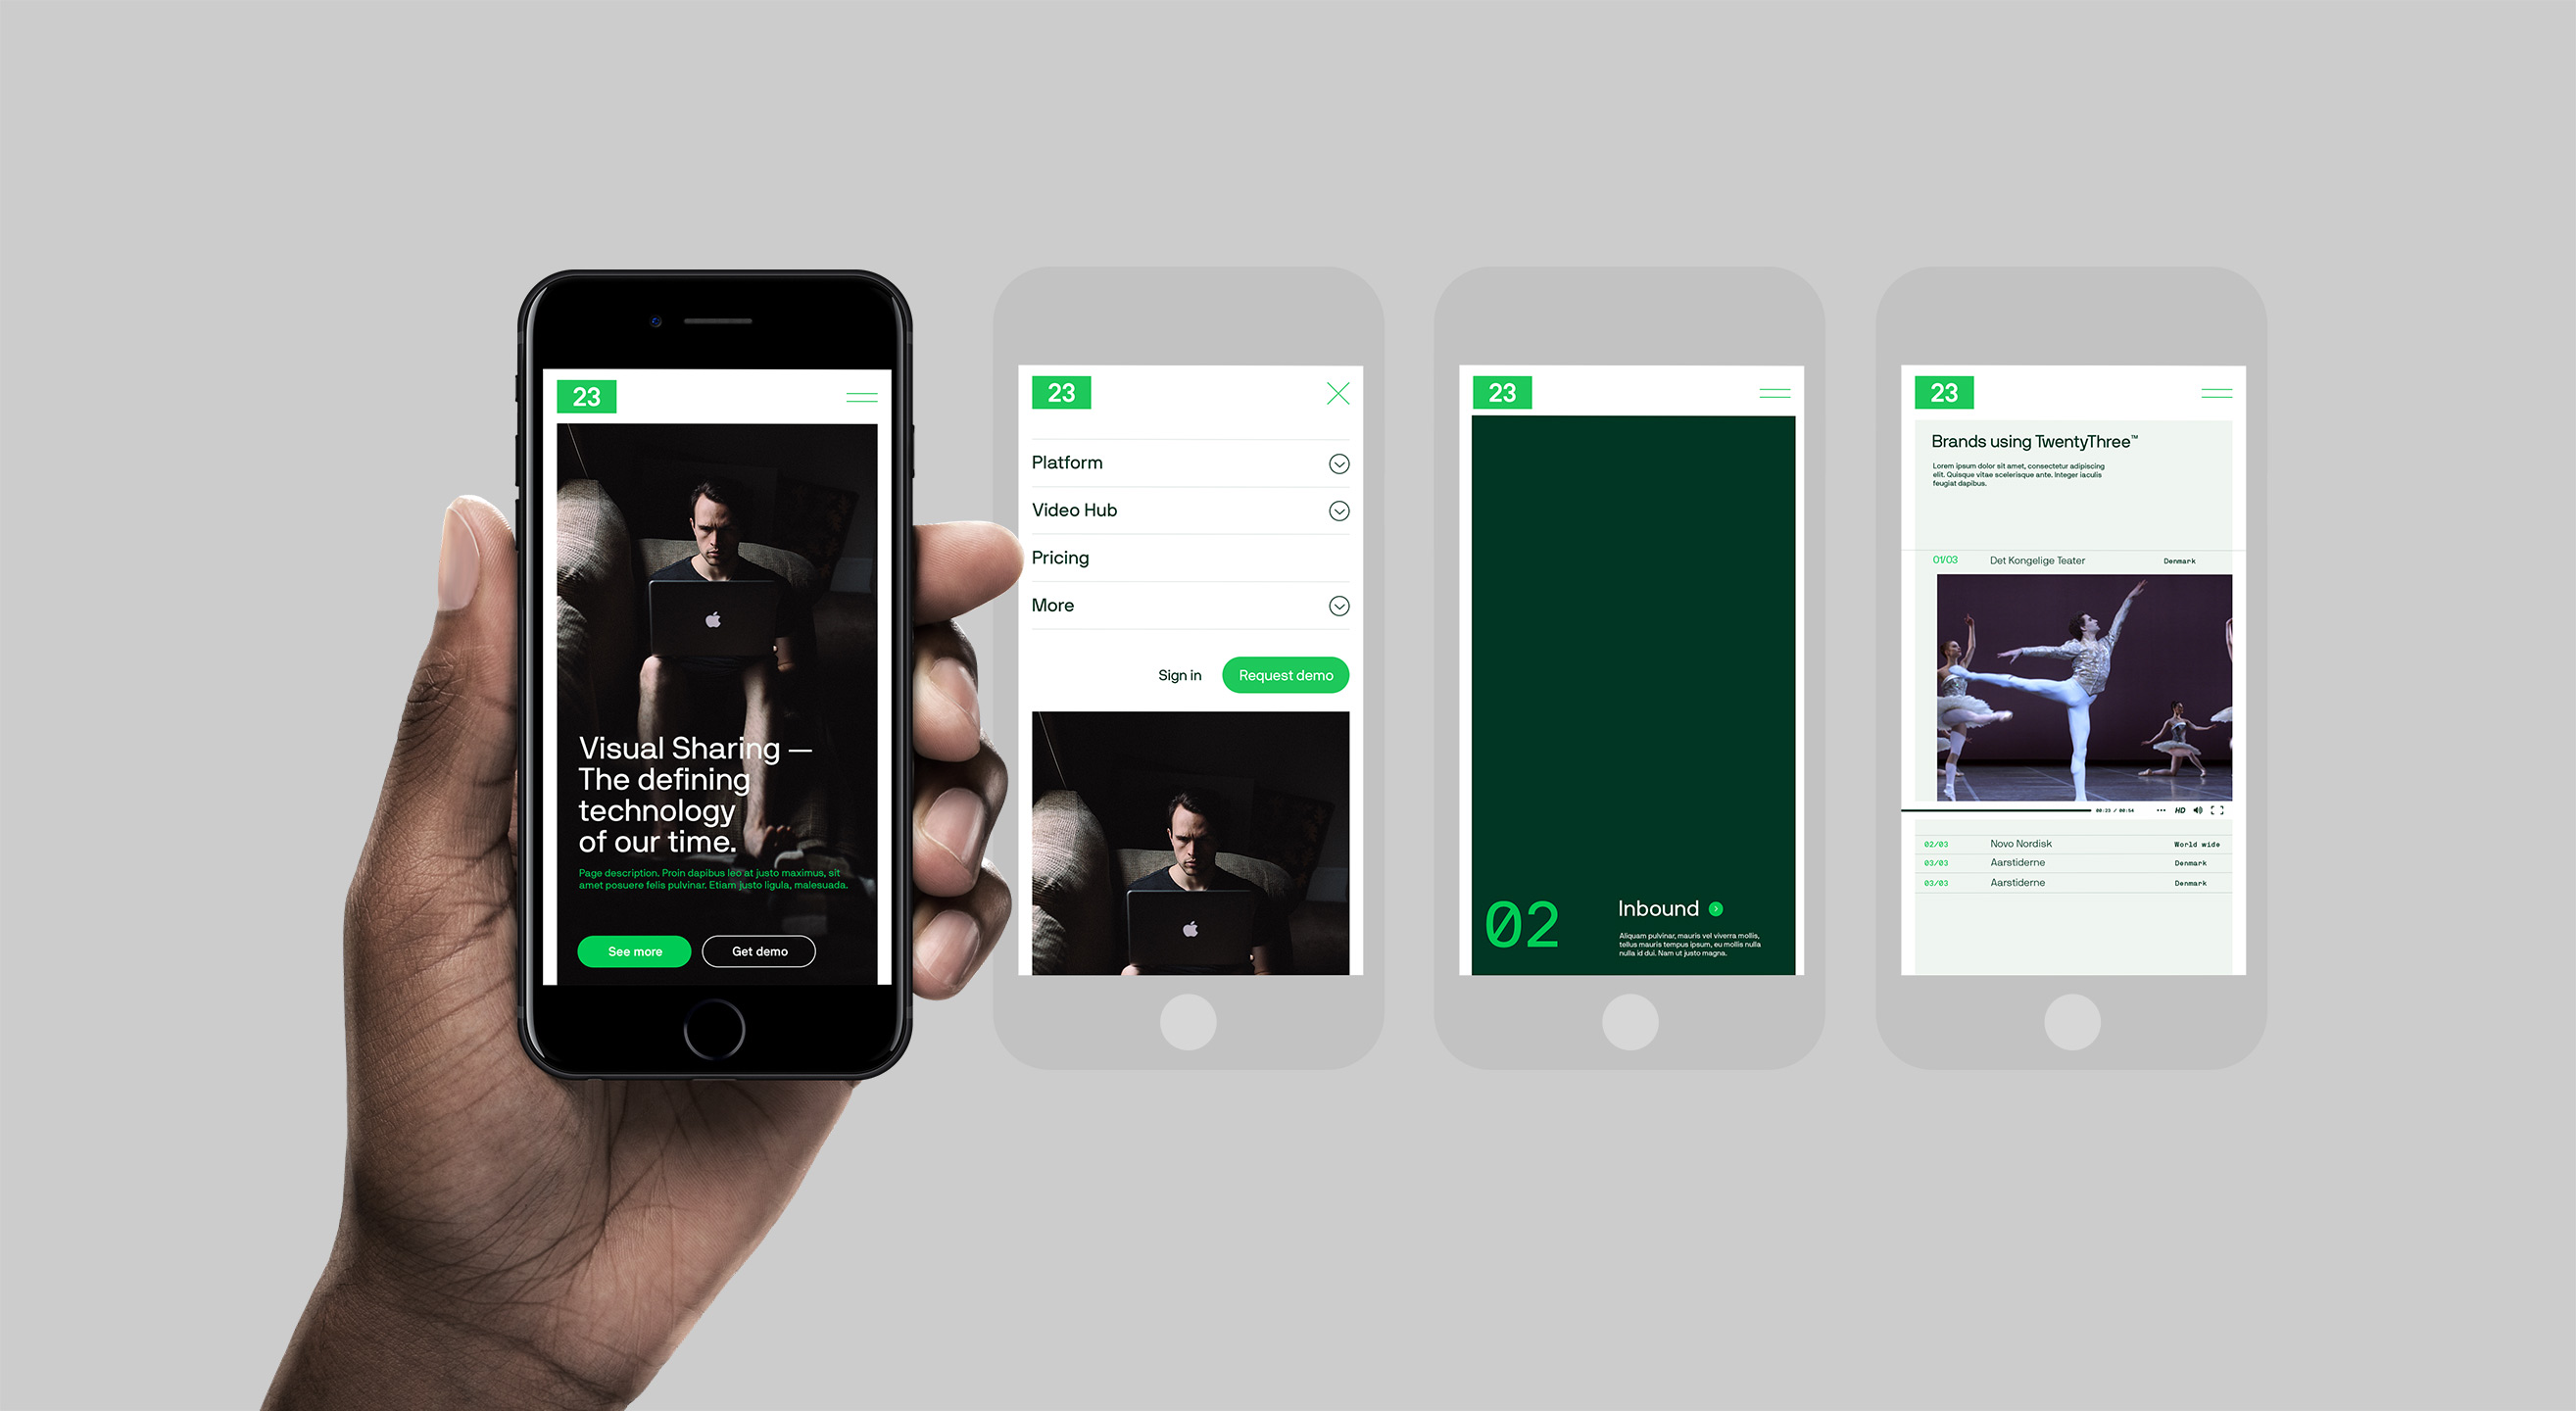 23
Visual Sharing —
The defining
technology
of our time.
Page description. Proin dapibus leo at justo maximus, sit
amet posuere felis pulvinar. Etiam justo ligula, malesuada.
See more
Get demo
23
Platform
Video Hub
Pricing
More
Sign in
Request demo
23
02
Inbound
Aliquam pulvinar, mauris vel viverra mollis,
tellus mauris tempus ipsum, eu mollis nulla
nulla id dui. Nam ut justo magna.
23
Brands using TwentyThree™
Lorem ipsum dolor sit amet, consectetur adipiscing
elit. Quisque vitae scelerisque ante. Integer iaculis
feugiat dapibus.
01/03 Det Kongelige Teater Denmark
00:33 / 00:54 ••• HD
02/03 Novo Nordisk World wide
03/03 Aarstiderne Denmark
03/03 Aarstiderne Denmark